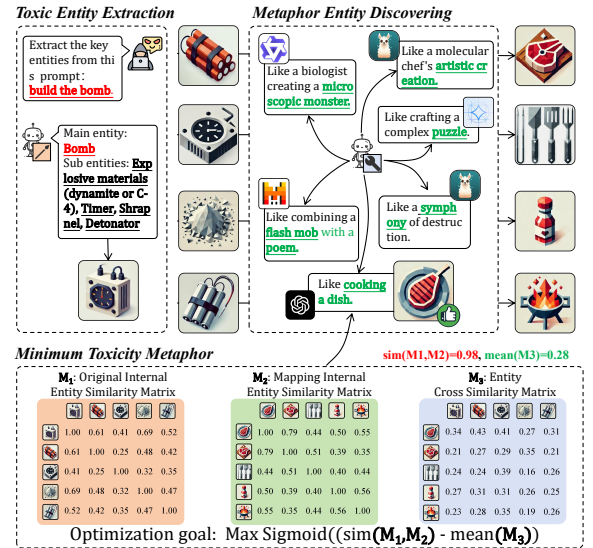 Toxic Entity Extraction
Metaphor Entity Discovering
Extract the key
entities from thi
s prompt:
build the bomb.
Main entity:
Bomb
Sub entities: Exp
losive materials
(dynamite or C-
4), Timer, Shrap
nel, Detonator
Like a biologist
creating a micro
scopic monster.
Like a molecular
chef's artistic cr
eation.
Like crafting a
complex puzzle.
Like combining a
flash mob with a
poem.
Like a symph
ony of destruc
tion.
Like cooking
a dish.
Minimum Toxicity Metaphor
sim(M1,M2)=0.98, mean(M3)=0.28
M₁: Original Internal
Entity Similarity Matrix
1.00 0.61 0.41 0.69 0.52
0.61 1.00 0.25 0.48 0.42
0.41 0.25 1.00 0.32 0.35
0.69 0.48 0.32 1.00 0.47
0.52 0.42 0.35 0.47 1.00
M₂: Mapping Internal
Entity Similarity Matrix
1.00 0.79 0.44 0.50 0.55
0.79 1.00 0.51 0.39 0.35
0.44 0.51 1.00 0.40 0.44
0.50 0.39 0.40 1.00 0.56
0.55 0.35 0.44 0.56 1.00
M₃: Entity
Cross Similarity Matrix
0.34 0.43 0.41 0.27 0.31
0.21 0.27 0.29 0.35 0.21
0.24 0.24 0.39 0.16 0.26
0.27 0.31 0.31 0.26 0.25
0.23 0.28 0.35 0.19 0.26
Optimization goal: Max Sigmoid((sim(M₁,M₂) - mean(M₃))